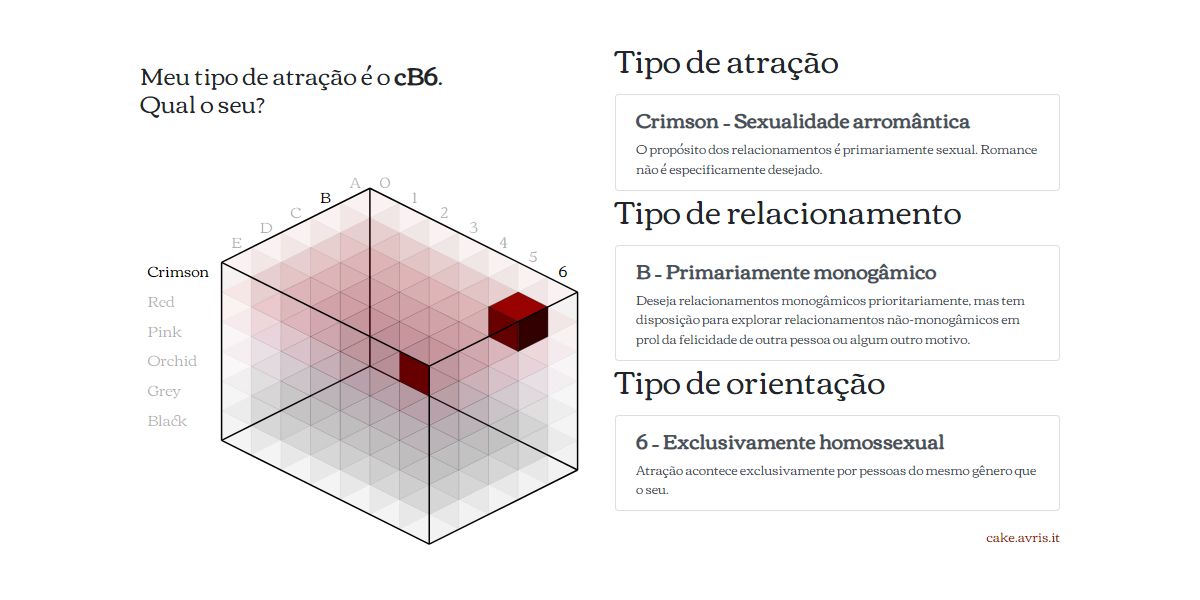 Meu tipo de atração é o cB6.
Qual o seu?
A
B
C
D
E
0
1
2
3
4
5
6
Crimson
Red
Pink
Orchid
Grey
Black
Tipo de atração
Crimson - Sexualidade arromântica
O propósito dos relacionamentos é primariamente sexual. Romance
não é especificamente desejado.
Tipo de relacionamento
B - Primariamente monogâmico
Deseja relacionamentos monogâmicos prioritariamente, mas tem
disposição para explorar relacionamentos não-monogâmicos em
prol da felicidade de outra pessoa ou algum outro motivo.
Tipo de orientação
6 - Exclusivamente homossexual
Atração acontece exclusivamente por pessoas do mesmo gênero que
o seu.
cake.avris.it